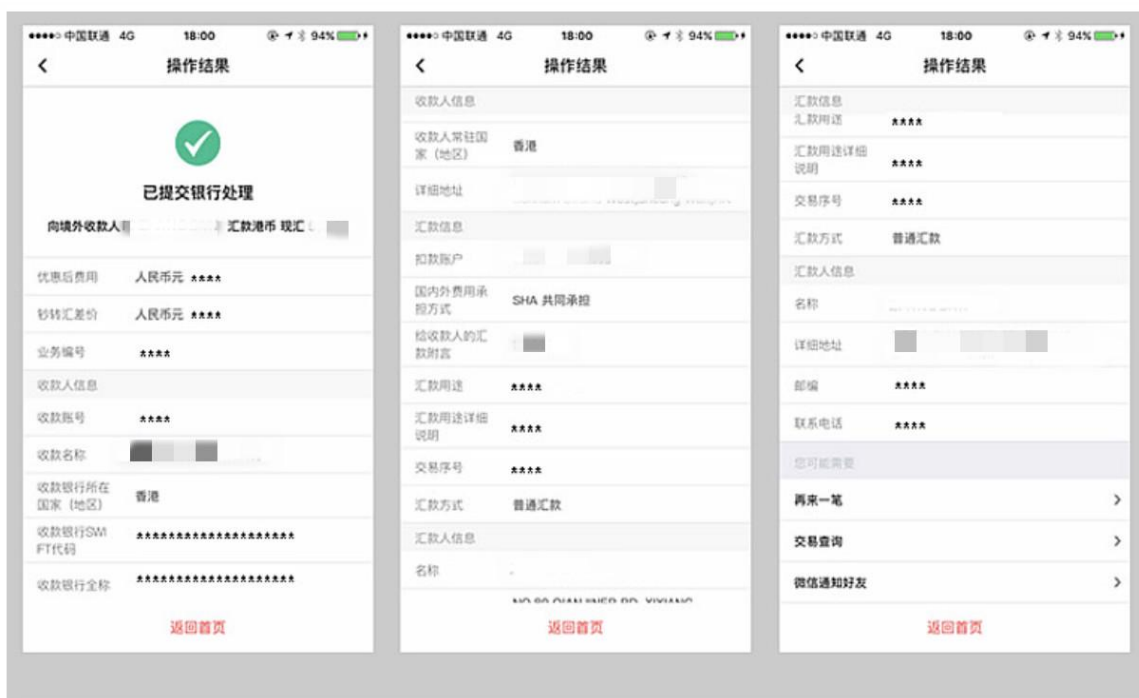 中国联通 4G 18:00 94%
操作结果
已提交银行处理
向境外收款人 汇款港币 现汇
优惠后费用 人民币元 ****
钞转汇差价 人民币元 ****
业务编号 ****
收款人信息
收款账号 ****
收款名称
收款银行所在
国家（地区） 香港
收款银行SWI
FT代码 ********************
收款银行全称 ********************
返回首页
中国联通 4G 18:00 94%
操作结果
收款人信息
收款人常驻国
家（地区） 香港
详细地址
汇款信息
扣款账户
国内外费用承
担方式 SHA 共同承担
给收款人的汇
款附言
汇款用途 ****
汇款用途详细
说明 ****
交易序号 ****
汇款方式 普通汇款
汇款人信息
名称
返回首页
中国联通 4G 18:00 94%
操作结果
汇款信息
汇款用途 ****
汇款用途详细
说明 ****
交易序号 ****
汇款方式 普通汇款
汇款人信息
名称
详细地址
邮编 ****
联系电话 ****
您可能需要
再来一笔
交易查询
微信通知好友
返回首页